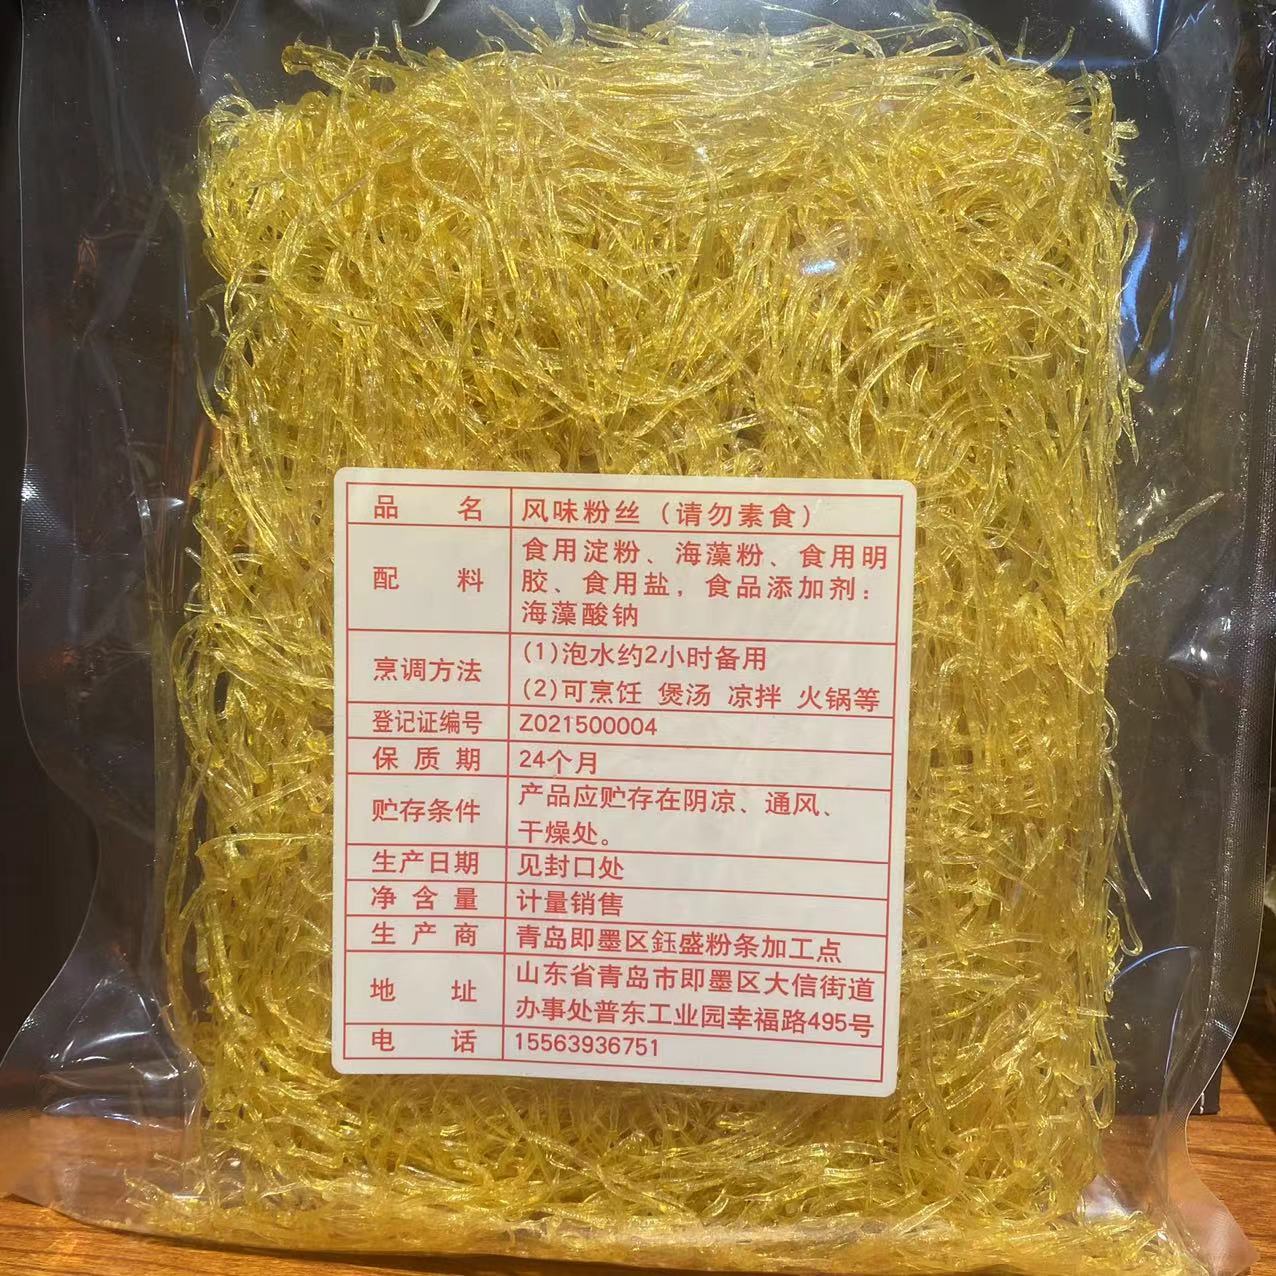 品名 风味粉丝（请勿素食）
配料 食用淀粉、海藻粉、食用明
胶、食用盐，食品添加剂：
海藻酸钠
烹调方法 (1)泡水约2小时备用
(2)可烹饪 煲汤 凉拌 火锅等
登记证编号 Z021500004
保质期 24个月
贮存条件 产品应贮存在阴凉、通风、
干燥处。
生产日期 见封口处
净含量 计量销售
生产商 青岛即墨区鈺盛粉条加工点
地址 山东省青岛市即墨区大信街道
办事处普东工业园幸福路495号
电话 15563936751